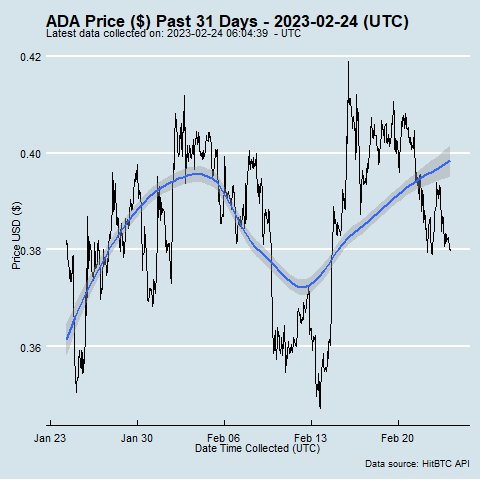 ADA Price ($) Past 31 Days - 2023-02-24 (UTC)
Latest data collected on: 2023-02-24 06:04:39  - UTC
0.42
0.40
0.38
0.36
Price USD ($)
Jan 23
Jan 30
Feb 06
Feb 13
Feb 20
Date Time Collected (UTC)
Data source: HitBTC API